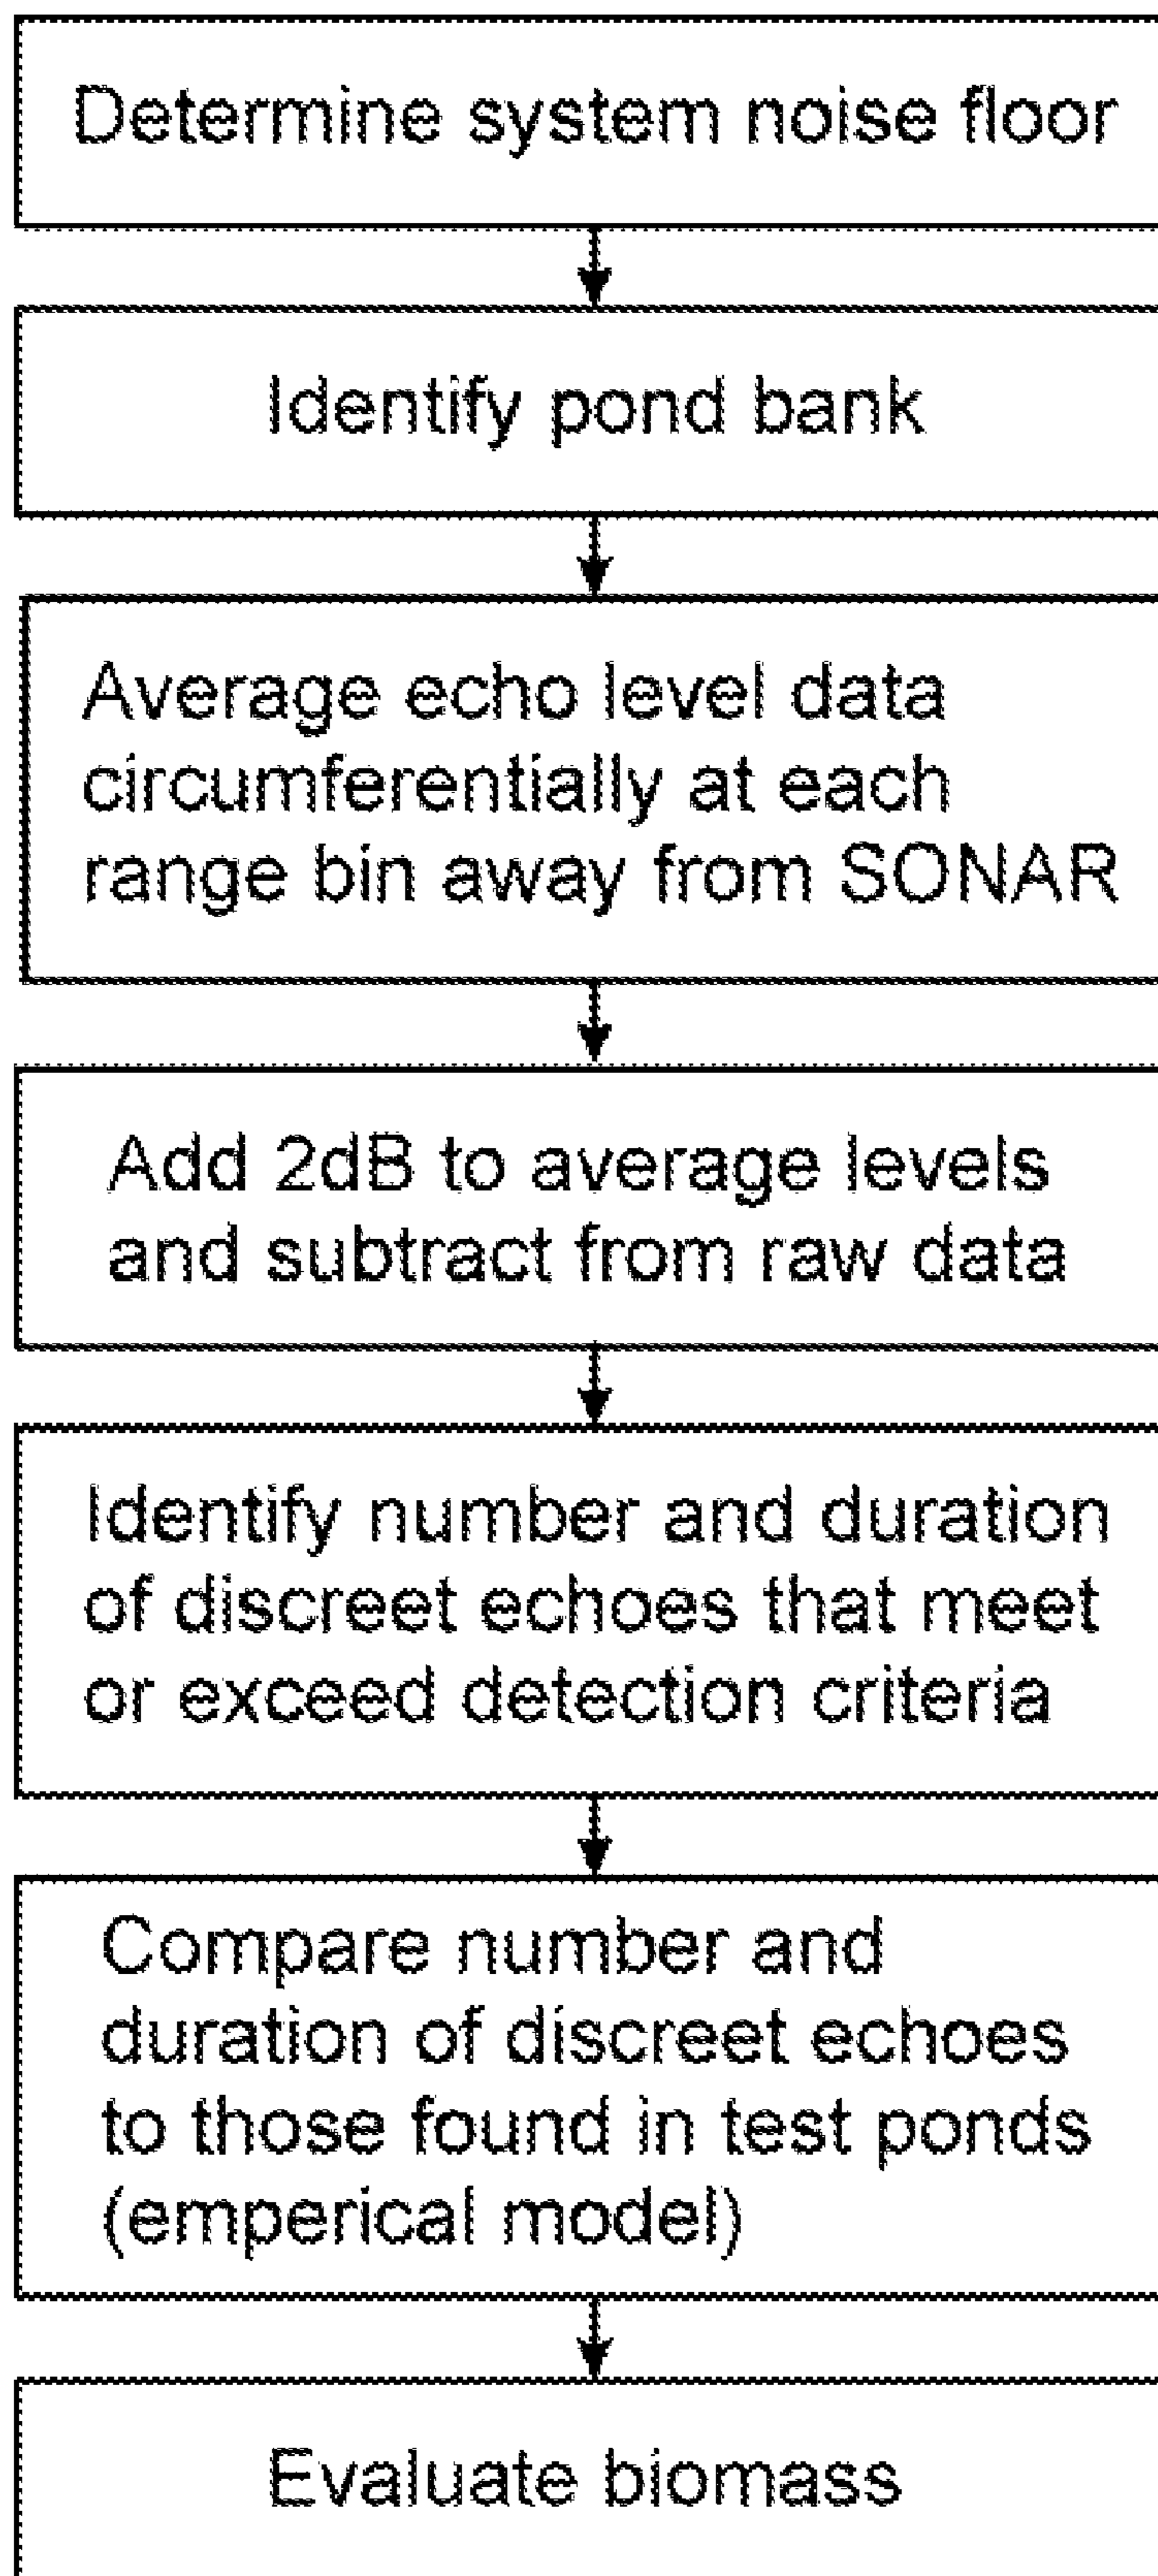 Determine system noise floor
Identify pond bank
Average echo level data
circumferentially at each
range bin away from SONAR
Add 2dB to average levels
and subtract from raw data
Identify number and duration
of discreet echoes that meet
or exceed detection criteria
Compare number and
duration of discreet echoes
to those found in test ponds
(emperical model)
Evaluate biomass